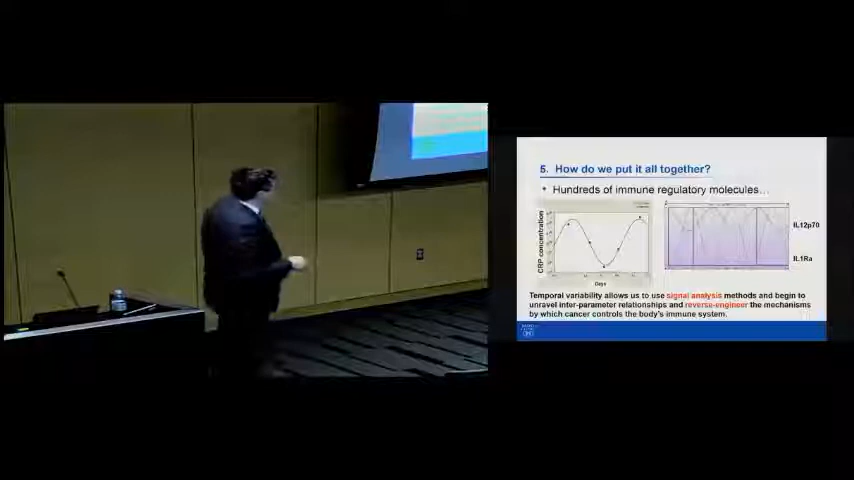 5. How do we put it all together?
• Hundreds of immune regulatory molecules…
CRP concentration
IL12p70
IL1Ra
Days
Temporal variability allows us to use signal analysis methods and begin to
unravel inter-parameter relationships and reverse-engineer the mechanisms
by which cancer controls the body's immune system.